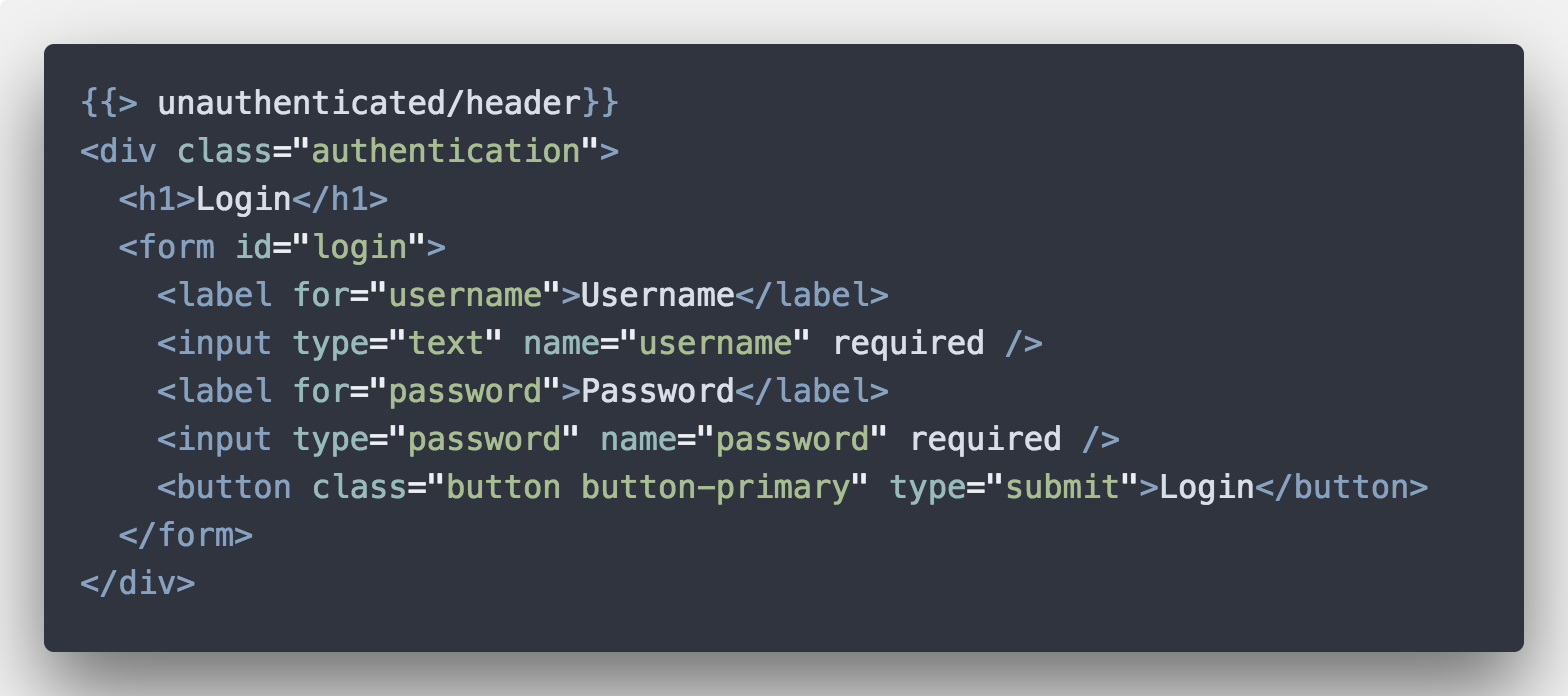 {{> unauthenticated/header}}
<div class="authentication">
  <h1>Login</h1>
  <form id="login">
    <label for="username">Username</label>
    <input type="text" name="username" required />
    <label for="password">Password</label>
    <input type="password" name="password" required />
    <button class="button button-primary" type="submit">Login</button>
  </form>
</div>